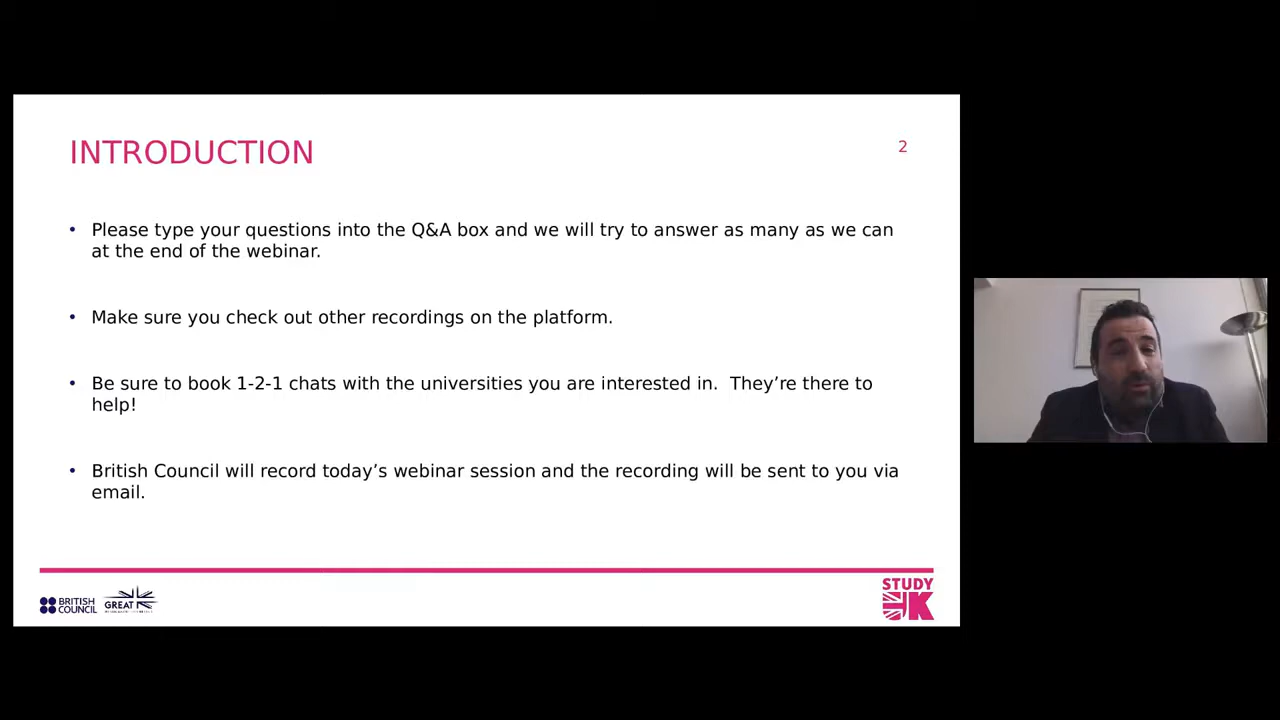 INTRODUCTION
2
• Please type your questions into the Q&A box and we will try to answer as many as we can
at the end of the webinar.
• Make sure you check out other recordings on the platform.
• Be sure to book 1-2-1 chats with the universities you are interested in.  They’re there to
help!
• British Council will record today’s webinar session and the recording will be sent to you via
email.
BRITISH
COUNCIL
GREAT
STUDY
UK